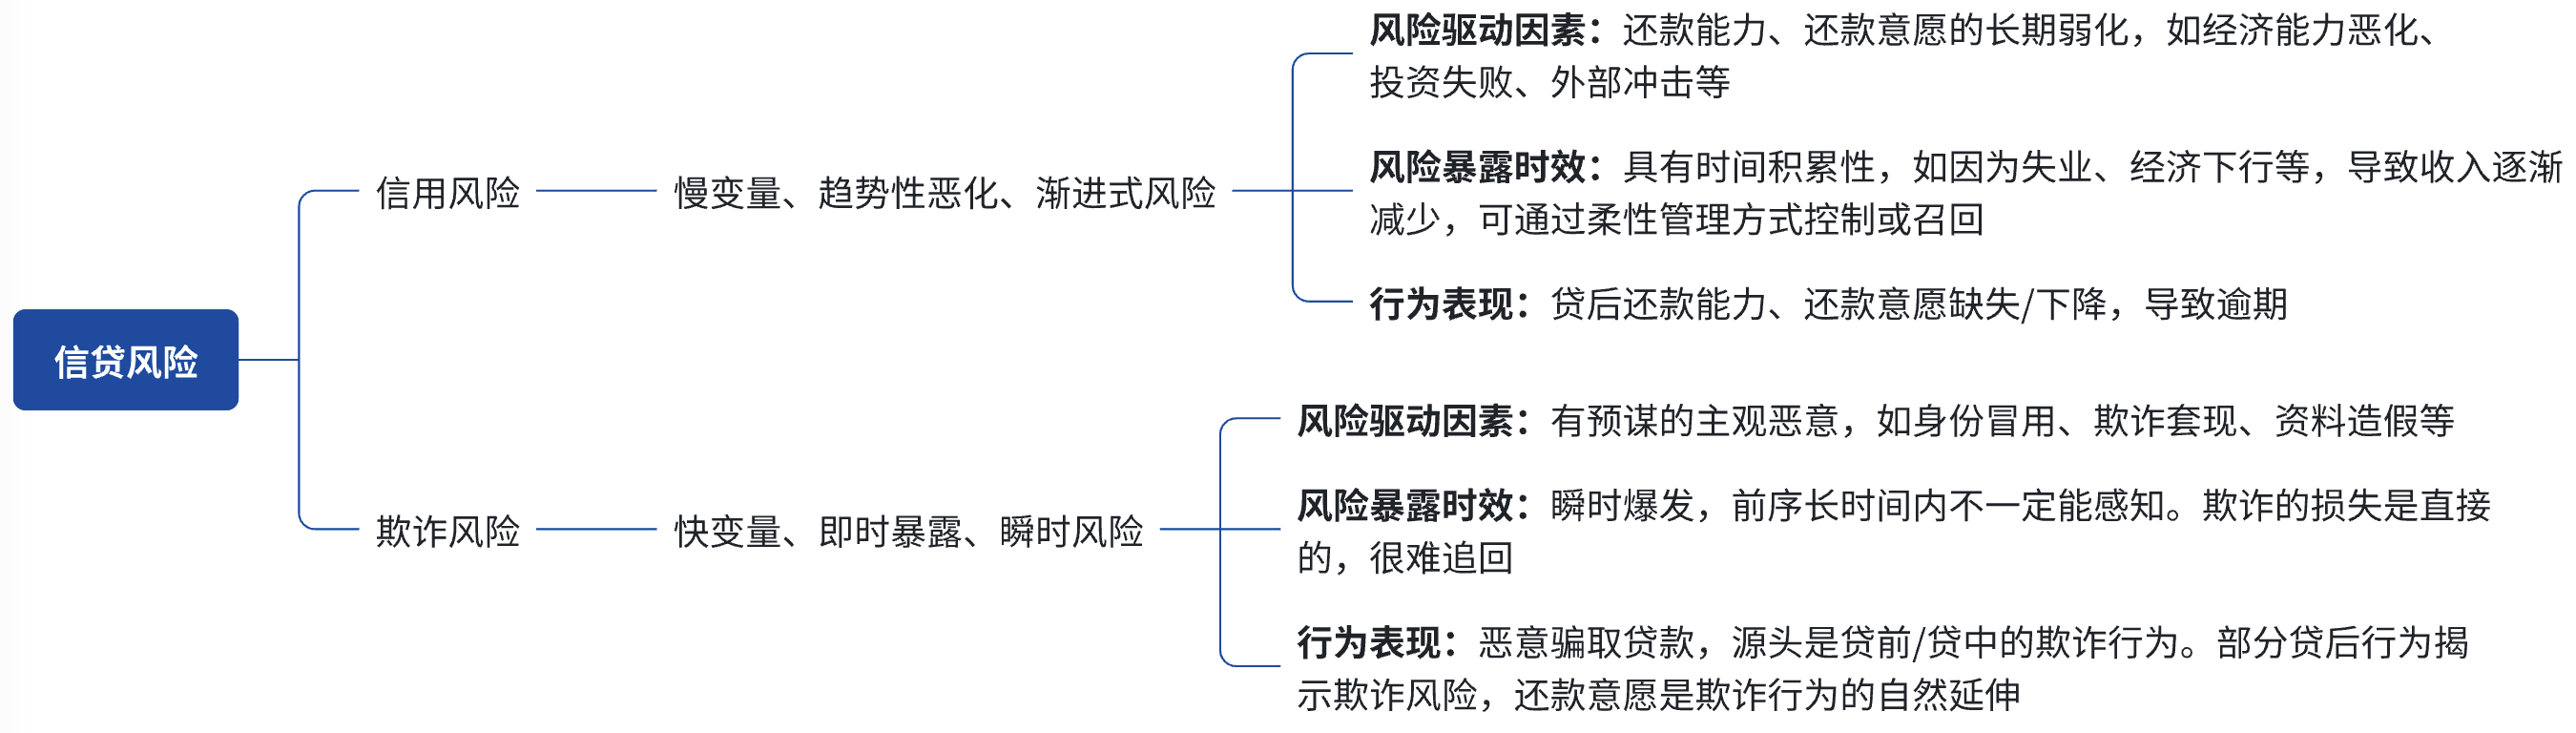 信贷风险
信用风险
慢变量、趋势性恶化、渐进式风险
风险驱动因素：还款能力、还款意愿的长期弱化，如经济能力恶化、
投资失败、外部冲击等
风险暴露时效：具有时间积累性，如因为失业、经济下行等，导致收入逐渐
减少，可通过柔性管理方式控制或召回
行为表现：贷后还款能力、还款意愿缺失/下降，导致逾期
欺诈风险
快变量、即时暴露、瞬时风险
风险驱动因素：有预谋的主观恶意，如身份冒用、欺诈套现、资料造假等
风险暴露时效：瞬时爆发，前序长时间内不一定能感知。欺诈的损失是直接
的，很难追回
行为表现：恶意骗取贷款，源头是贷前/贷中的欺诈行为。部分贷后行为揭
示欺诈风险，还款意愿是欺诈行为的自然延伸